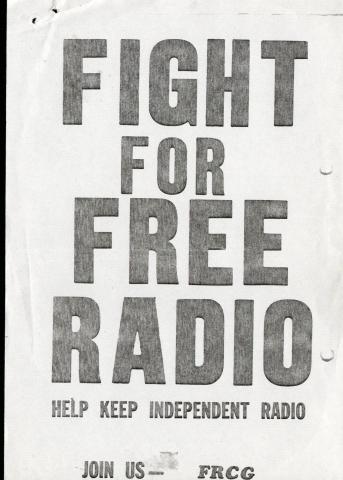 FIGHT
FOR
FREE
RADIO
HELP KEEP INDEPENDENT RADIO
JOIN US— FRCG